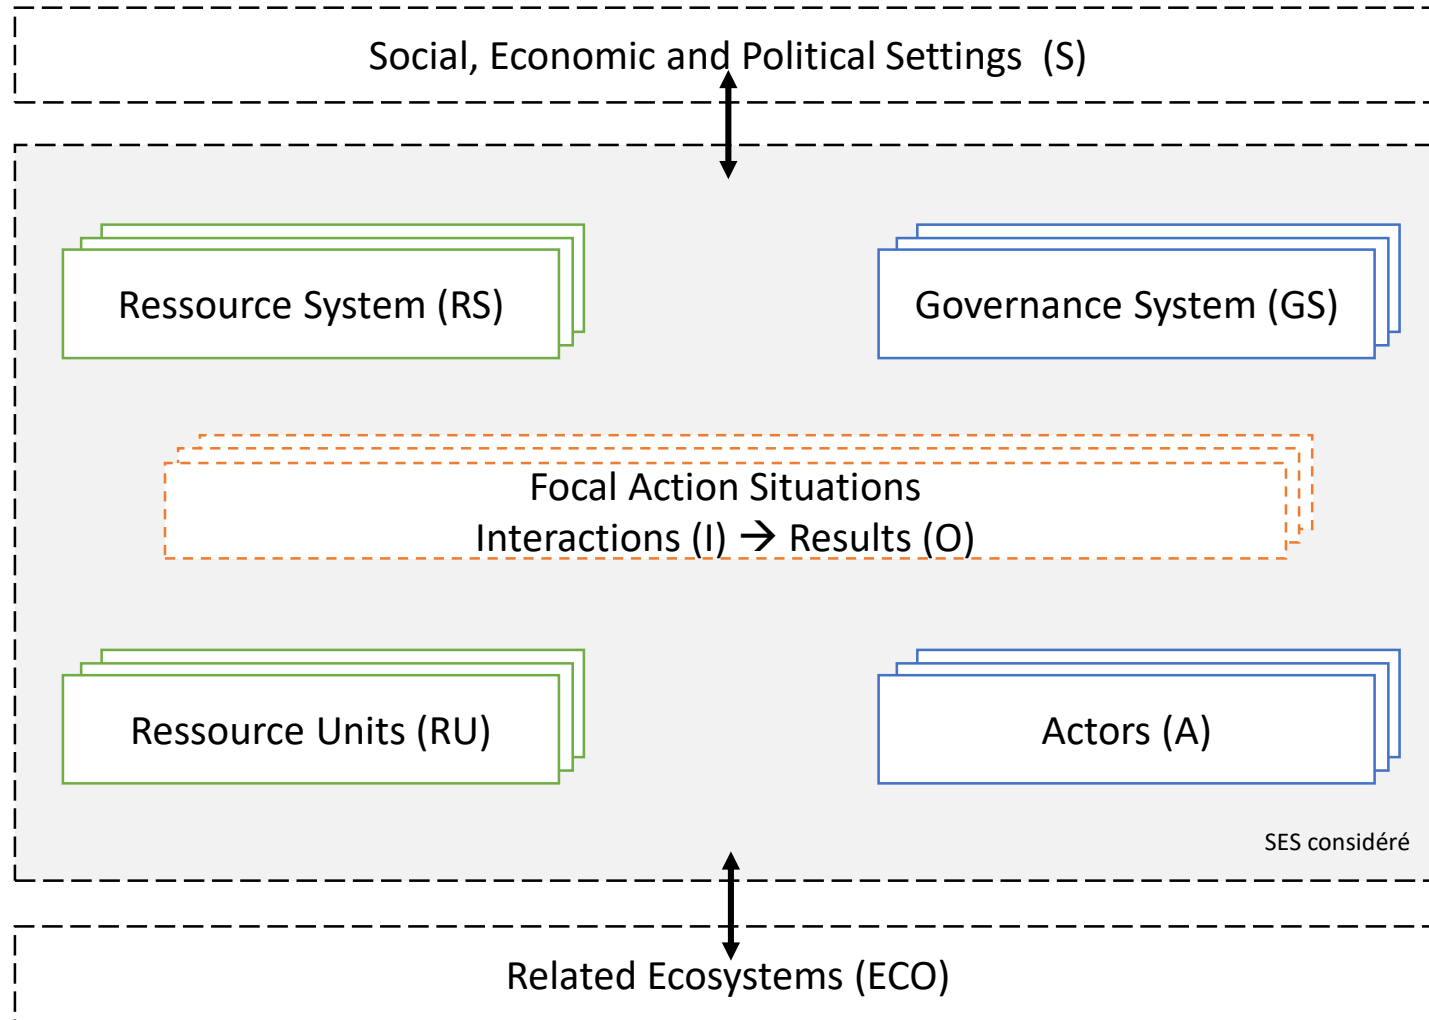 Social, Economic and Political Settings (S)
Ressource System (RS)
Governance System (GS)
Focal Action Situations
Interactions (I) → Results (O)
Ressource Units (RU)
Actors (A)
SES considéré
Related Ecosystems (ECO)